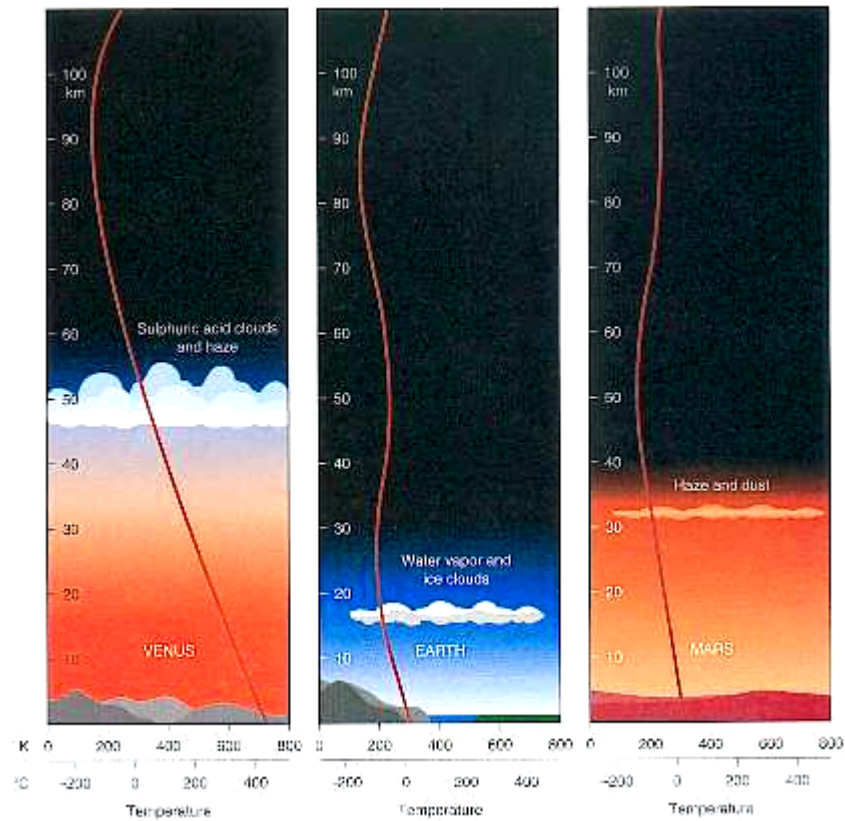 100
km
90
80
70
60
Sulphuric acid clouds
and haze
50
40
30
20
VENUS
10
K
0 200 400 600 800
°C
-200 0 200 400
Temperature
100
km
90
80
70
60
50
40
30
Water vapor and
ice clouds
20
EARTH
10
0 200 400 600 800
-200 0 200 400
Temperature
100
km
90
80
70
60
50
40
Haze and dust
30
20
MARS
10
0 200 400 600 800
-200 0 200 400
Temperature